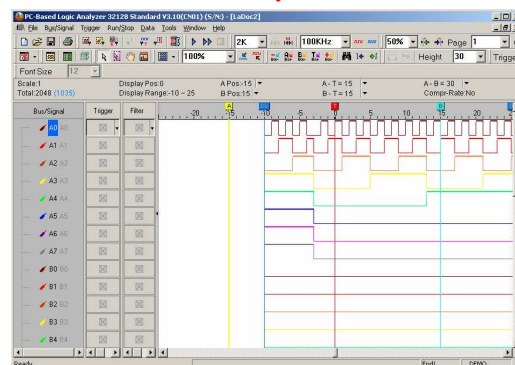 PC-Based Logic Analyzer 32128 Standard V3.10(CN01) (S/N:) - [LaDoc2]
File Bus/Signal Trigger Run/Stop Data Tools Window Help
2K 100KHz 50% Page 1
100% Height 30 Trigge
Font Size 12
Scale:1 Display Pos:0 A Pos:-15 A - T = 15 A - B = 30
Total:2048 (1035) Display Range:-10 ~ 25 B Pos:15 B - T = 15 Compr-Rate:No
Bus/Signal Trigger Filter -20 -15 -10 -5 5 10 15 20
A0 A0
A1 A1
A2 A2
A3 A3
A4 A4
A5 A5
A6 A6
A7 A7
B0 B0
B1 B1
B2 B2
B3 B3
B4 B4
Ready End! DEMO